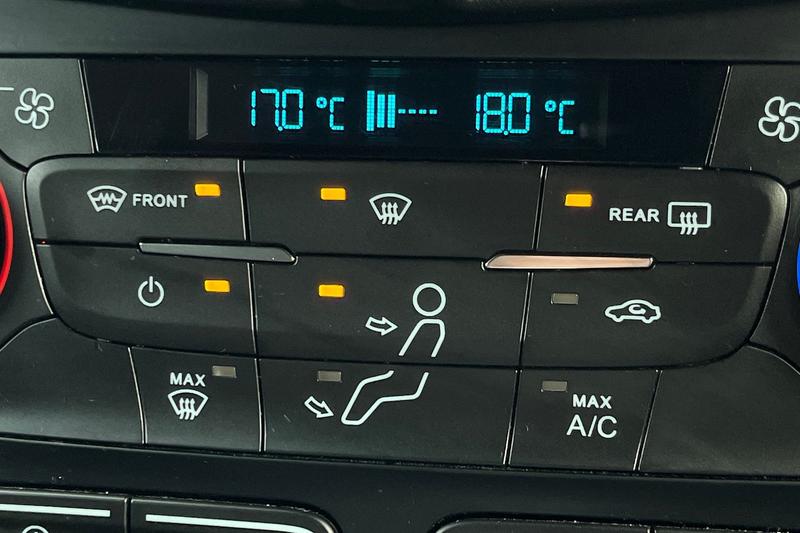 17.0 °C 18.0 °C
FRONT
REAR
MAX
MAX
A/C